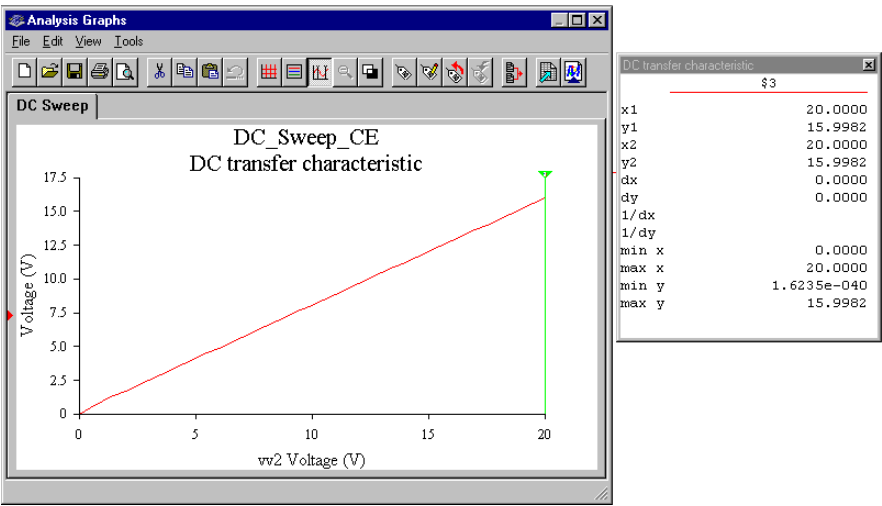 Analysis Graphs
File Edit View Tools
DC Sweep
DC_Sweep_CE
DC transfer characteristic
17.5
15.0
12.5
10.0
7.5
5.0
2.5
0
Voltage (V)
0 5 10 15 20
vv2 Voltage (V)
DC transfer characteristic
$3
x1 20.0000
y1 15.9982
x2 20.0000
y2 15.9982
dx 0.0000
dy 0.0000
1/dx
1/dy
min x 0.0000
max x 20.0000
min y 1.6235e-040
max y 15.9982